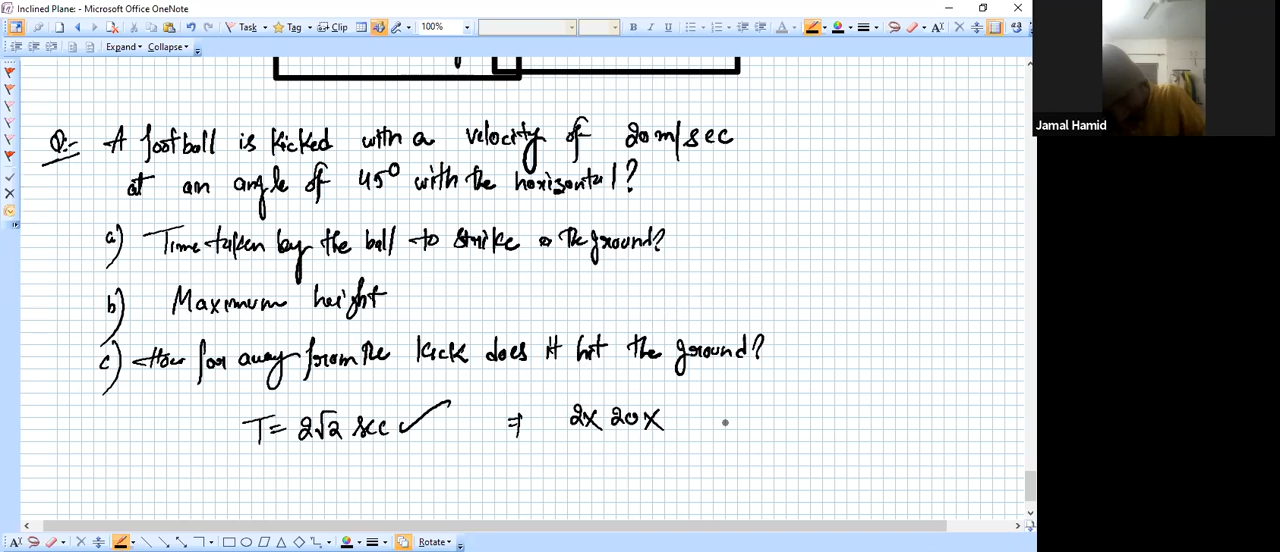 Inclined Plane: - Microsoft Office OneNote
Task Tag Clip 100% B I U
Expand Collapse
Q:- A football is kicked with a velocity of 20 m/sec
at an angle of 45° with the horizontal?
a) Time taken by the ball to strike the ground?
b) Maximum height
c) How far away from the kick does it hit the ground?
T = 2√2 sec ✓ ⇒ 2x 20x
Rotate
Jamal Hamid